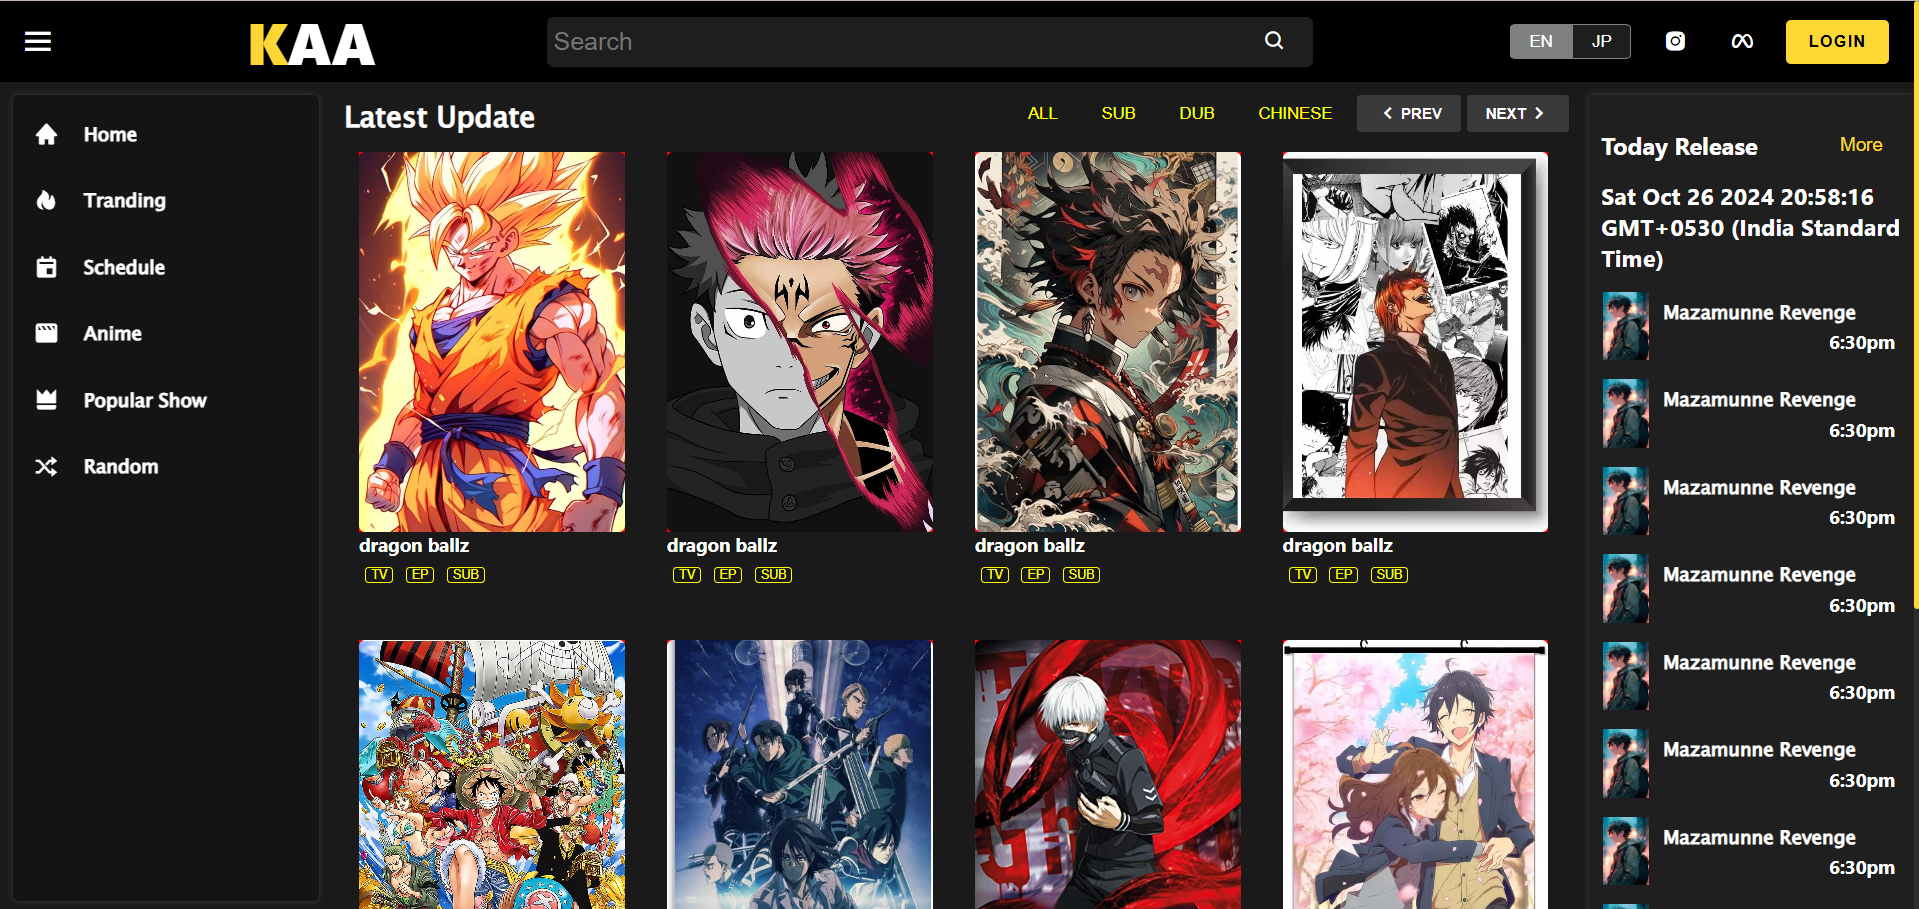 KAA
Search
EN JP
LOGIN
Home
Tranding
Schedule
Anime
Popular Show
Random
Latest Update
ALL SUB DUB CHINESE PREV NEXT
dragon ballz
TV EP SUB
dragon ballz
TV EP SUB
dragon ballz
TV EP SUB
dragon ballz
TV EP SUB
Today Release More
Sat Oct 26 2024 20:58:16
GMT+0530 (India Standard
Time)
Mazamunne Revenge
6:30pm
Mazamunne Revenge
6:30pm
Mazamunne Revenge
6:30pm
Mazamunne Revenge
6:30pm
Mazamunne Revenge
6:30pm
Mazamunne Revenge
6:30pm
Mazamunne Revenge
6:30pm